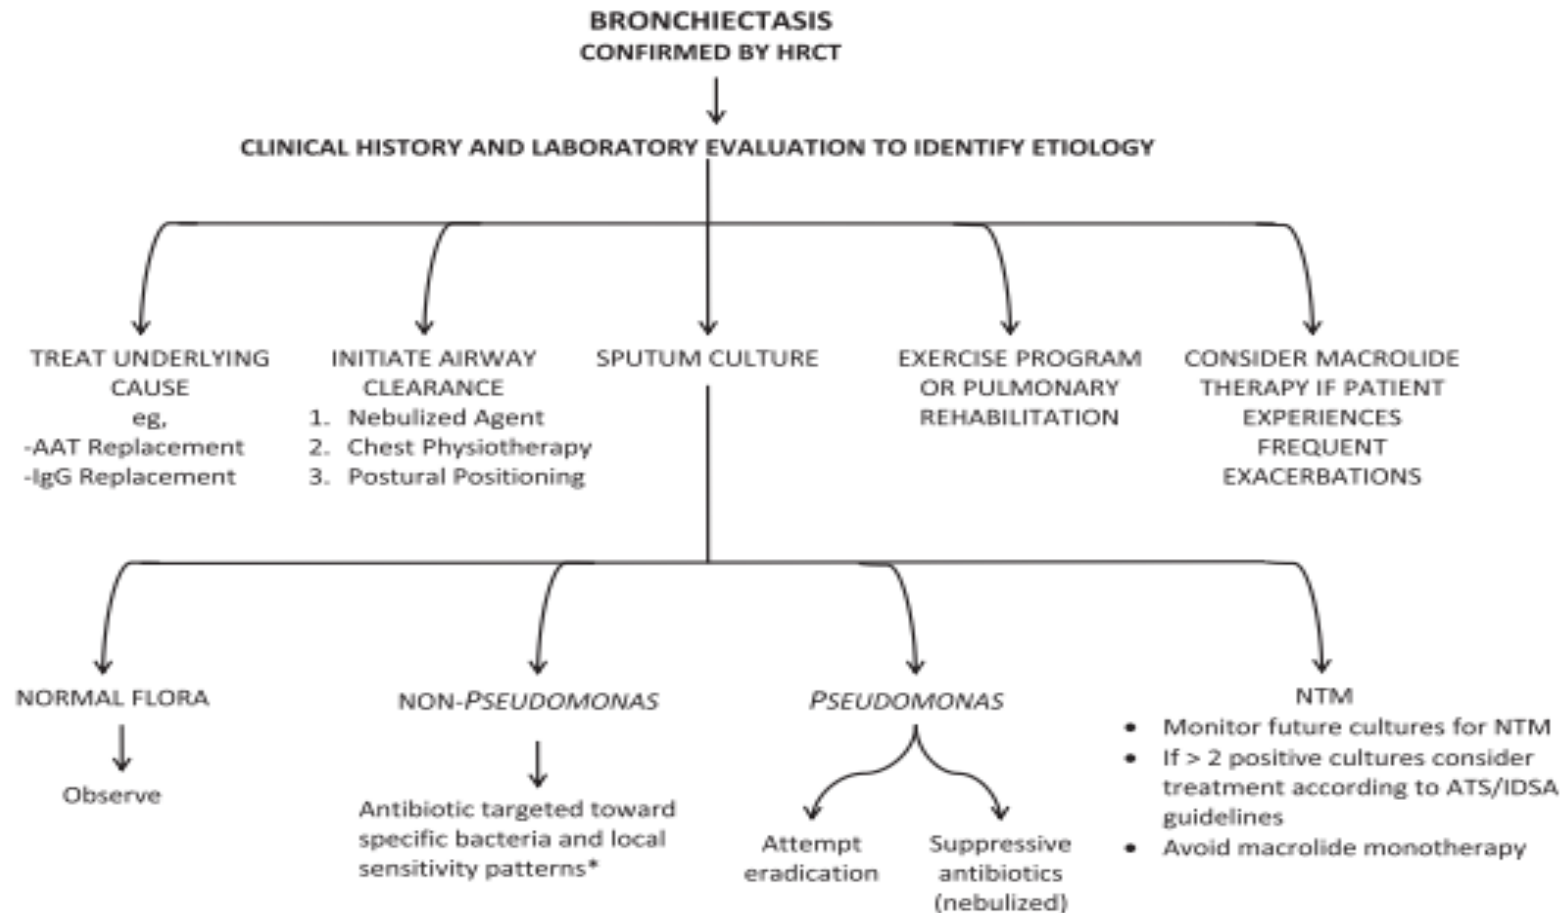 BRONCHIECTASIS
CONFIRMED BY HRCT
CLINICAL HISTORY AND LABORATORY EVALUATION TO IDENTIFY ETIOLOGY
TREAT UNDERLYING
CAUSE
eg,
-AAT Replacement
-IgG Replacement
INITIATE AIRWAY
CLEARANCE
1. Nebulized Agent
2. Chest Physiotherapy
3. Postural Positioning
SPUTUM CULTURE
EXERCISE PROGRAM
OR PULMONARY
REHABILITATION
CONSIDER MACROLIDE
THERAPY IF PATIENT
EXPERIENCES
FREQUENT
EXACERBATIONS
NORMAL FLORA
Observe
NON-PSEUDOMONAS
Antibiotic targeted toward
specific bacteria and local
sensitivity patterns*
PSEUDOMONAS
Attempt
eradication
Suppressive
antibiotics
(nebulized)
NTM
• Monitor future cultures for NTM
• If > 2 positive cultures consider
treatment according to ATS/IDSA
guidelines
• Avoid macrolide monotherapy